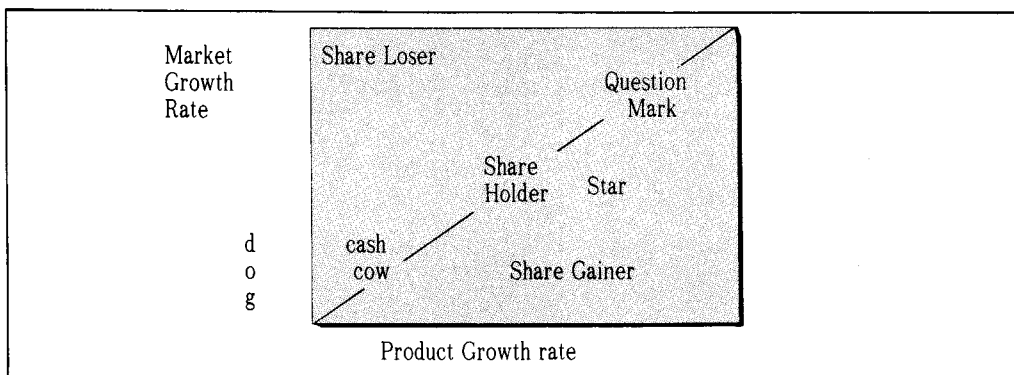 Market
Growth
Rate
Share Loser
Question
Mark
Share
Holder
Star
d
o
g
cash
cow
Share Gainer
Product Growth rate